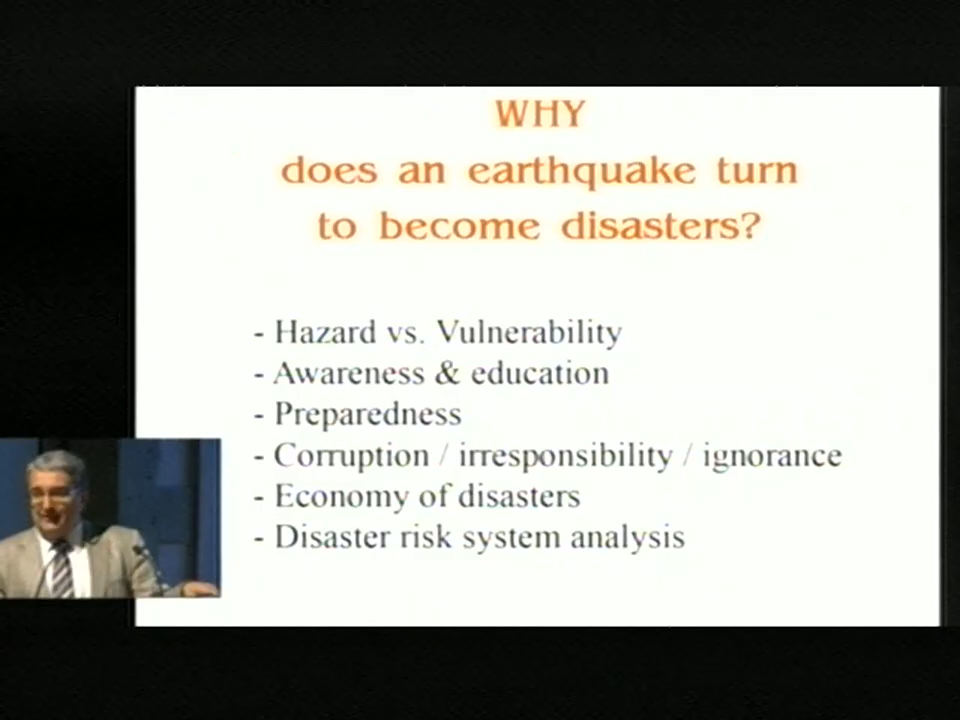 WHY
does an earthquake turn
to become disasters?
- Hazard vs. Vulnerability
- Awareness & education
- Preparedness
- Corruption / irresponsibility / ignorance
- Economy of disasters
- Disaster risk system analysis